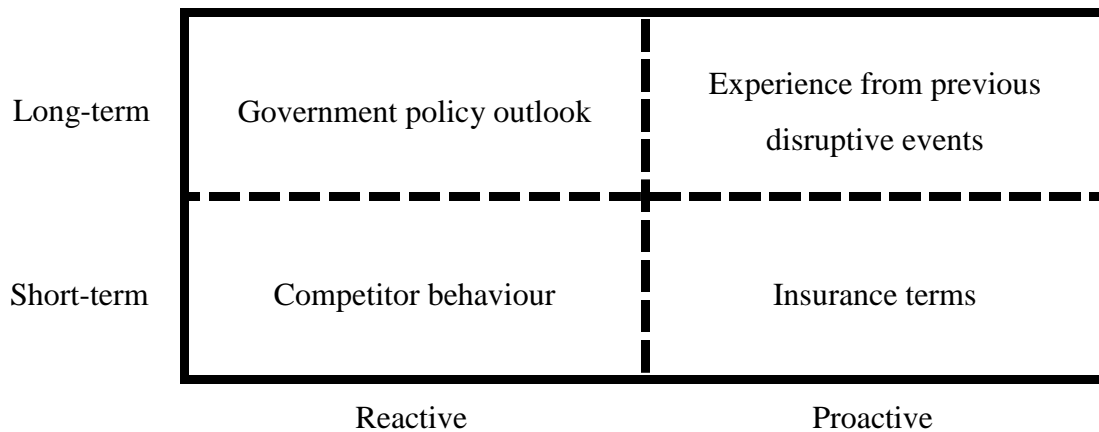 Long-term
Government policy outlook
Experience from previous
disruptive events
Short-term
Competitor behaviour
Insurance terms
Reactive
Proactive